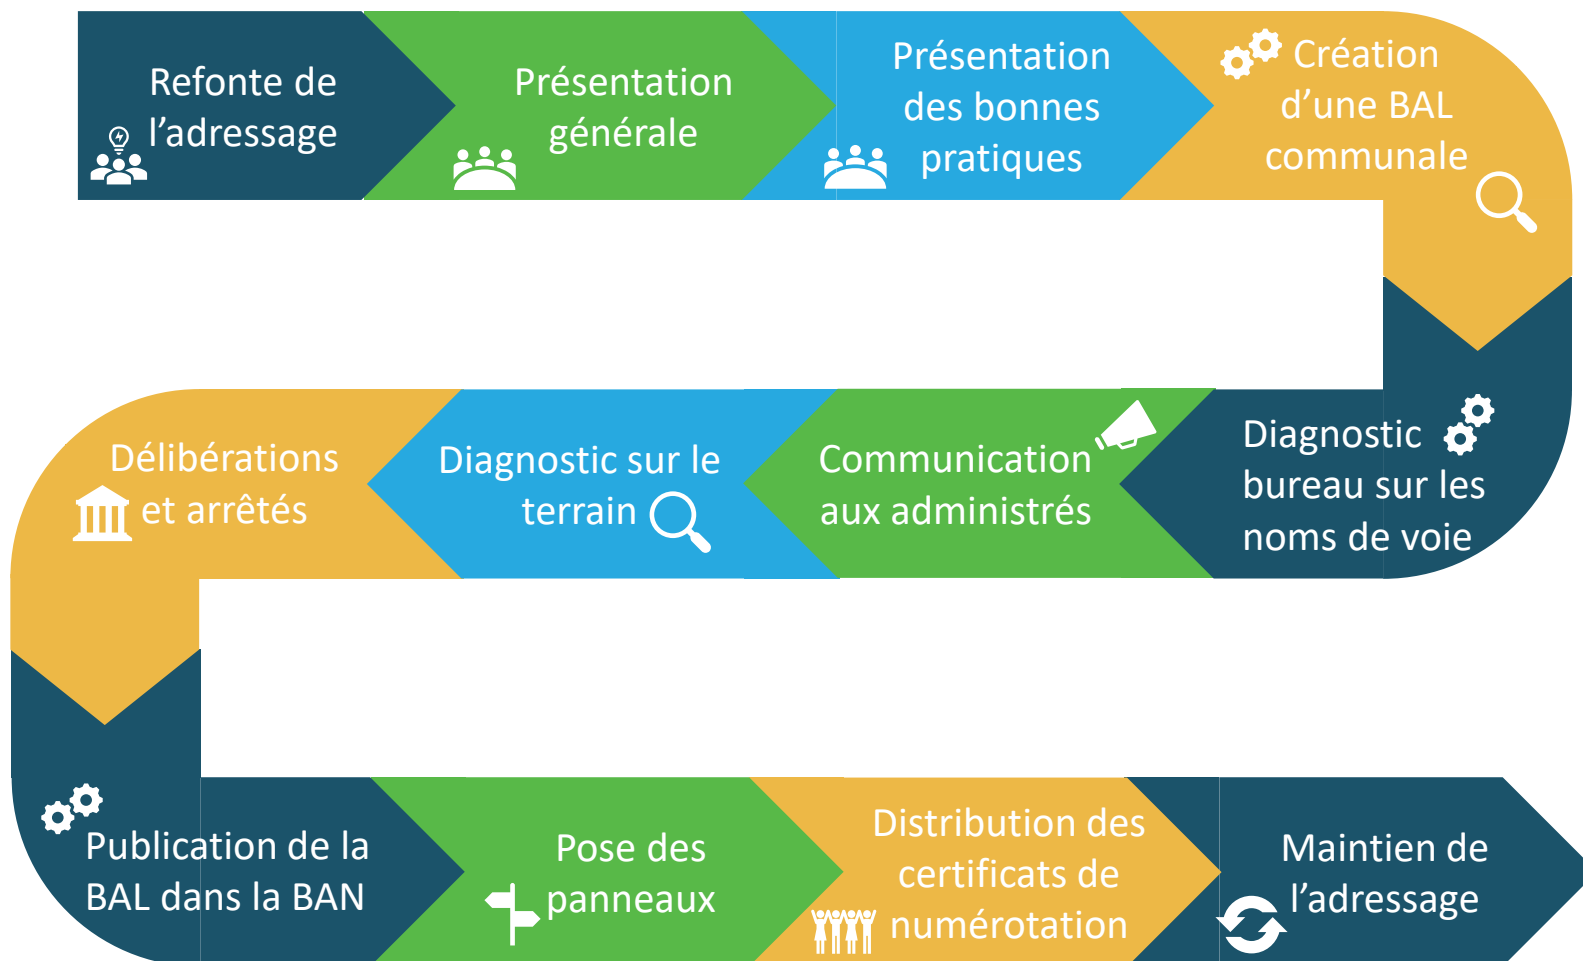 Refonte de
l’adressage
Présentation
générale
Présentation
des bonnes
pratiques
Création
d’une BAL
communale
Diagnostic
bureau sur les
noms de voie
Communication
aux administrés
Diagnostic sur le
terrain
Délibérations
et arrêtés
Publication de la
BAL dans la BAN
Pose des
panneaux
Distribution des
certificats de
numérotation
Maintien de
l’adressage